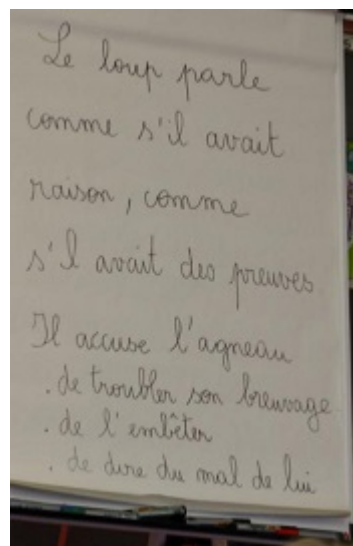 Le loup parle
comme s'il avait
raison, comme
s'l avait des preuves
Il accuse l'agneau
. de troubler son breuvage
. de l'embêter
. de dire du mal de lui